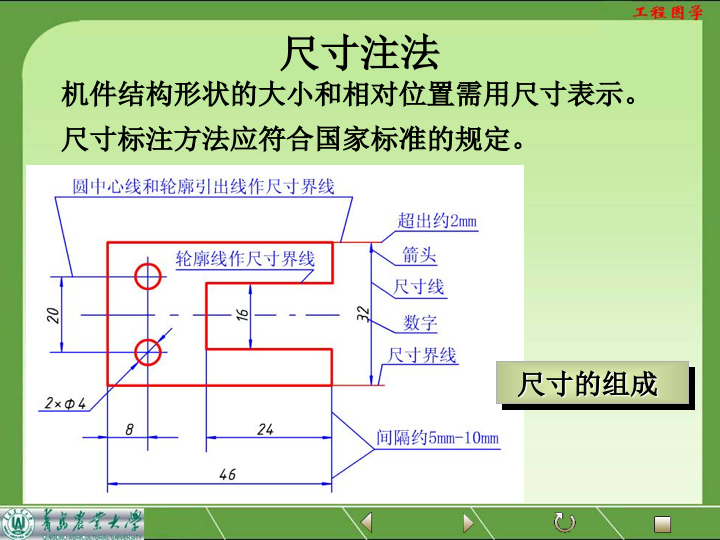 工程图学
尺寸注法
机件结构形状的大小和相对位置需用尺寸表示。
尺寸标注方法应符合国家标准的规定。
圆中心线和轮廓引出线作尺寸界线
超出约2mm
轮廓线作尺寸界线
箭头
尺寸线
20
16
32
数字
尺寸界线
尺寸的组成
2×Φ4
8
24
间隔约5mm-10mm
46
青岛农业大学